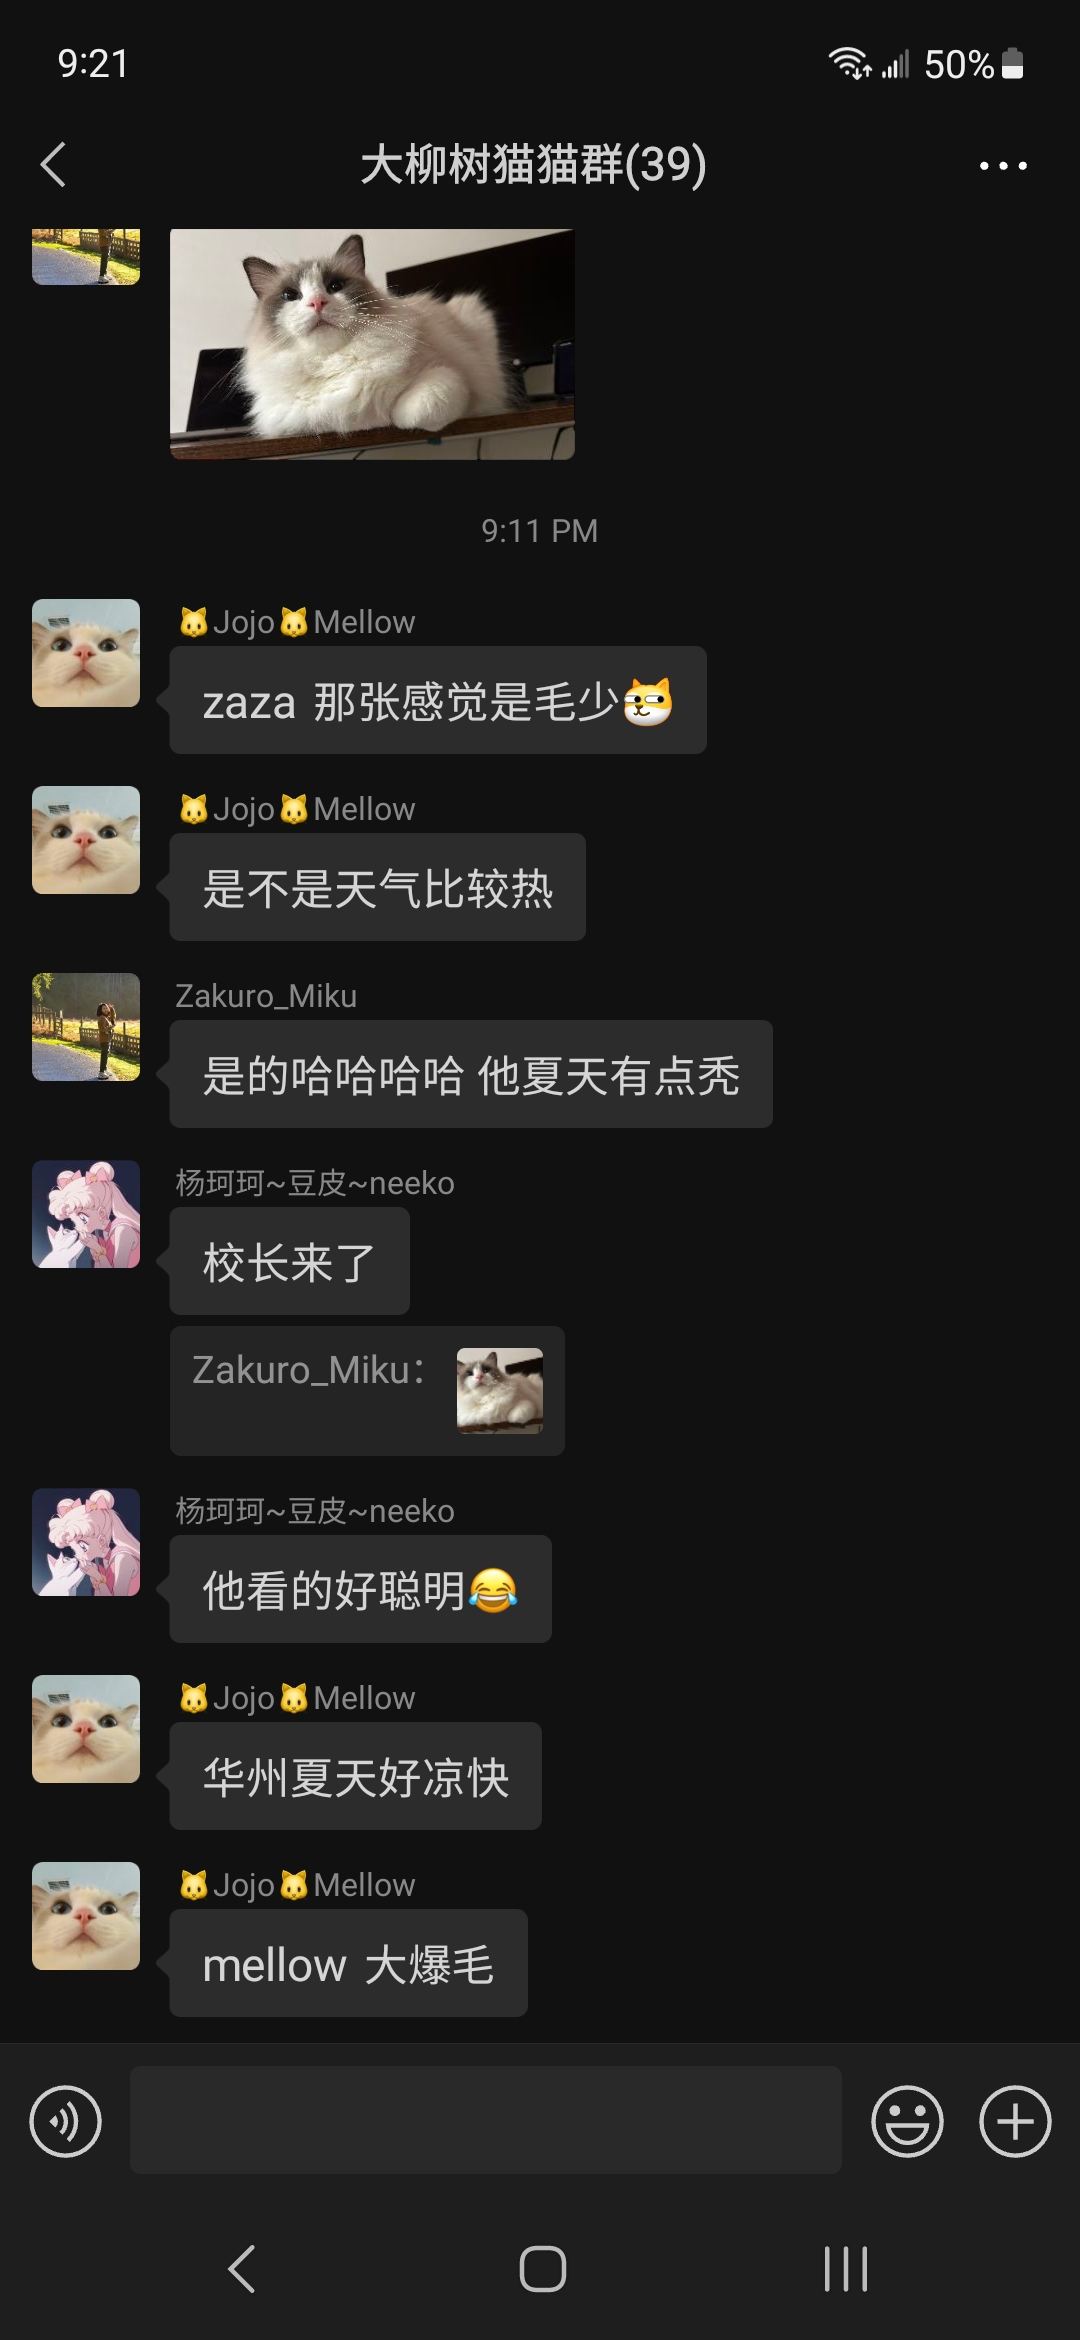 9:21
50%
大柳树猫猫群(39)
9:11 PM
🐱Jojo🐱Mellow
zaza 那张感觉是毛少
🐱Jojo🐱Mellow
是不是天气比较热
Zakuro_Miku
是的哈哈哈哈 他夏天有点秃
杨珂珂~豆皮~neeko
校长来了
Zakuro_Miku：
杨珂珂~豆皮~neeko
他看的好聪明😂
🐱Jojo🐱Mellow
华州夏天好凉快
🐱Jojo🐱Mellow
mellow 大爆毛